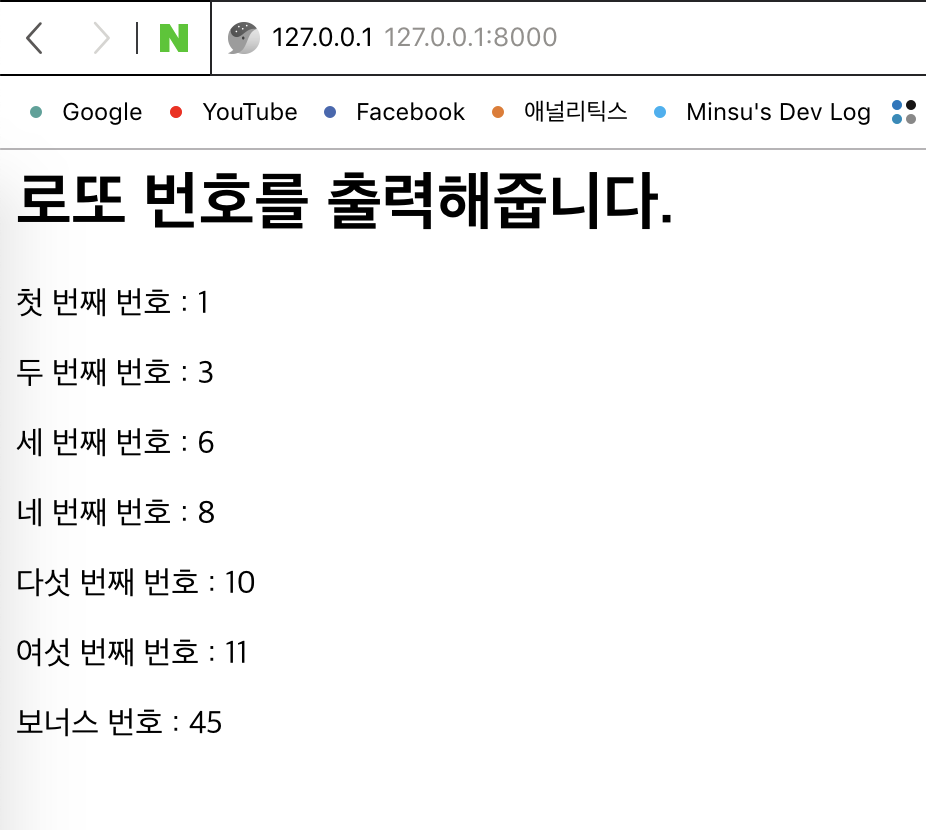 N 127.0.0.1 127.0.0.1:8000
Google YouTube Facebook 애널리틱스 Minsu's Dev Log
로또 번호를 출력해줍니다.
첫 번째 번호 : 1
두 번째 번호 : 3
세 번째 번호 : 6
네 번째 번호 : 8
다섯 번째 번호 : 10
여섯 번째 번호 : 11
보너스 번호 : 45